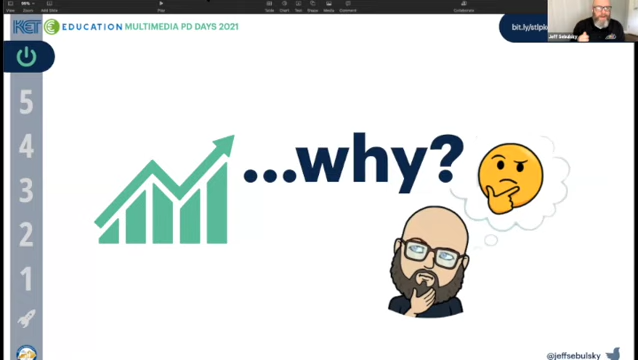 KET EDUCATION MULTIMEDIA PD DAYS 2021
bit.ly/stlpk
Jeff Sebulsky
5
4
3
2
1
...why?
@jeffsebulsky